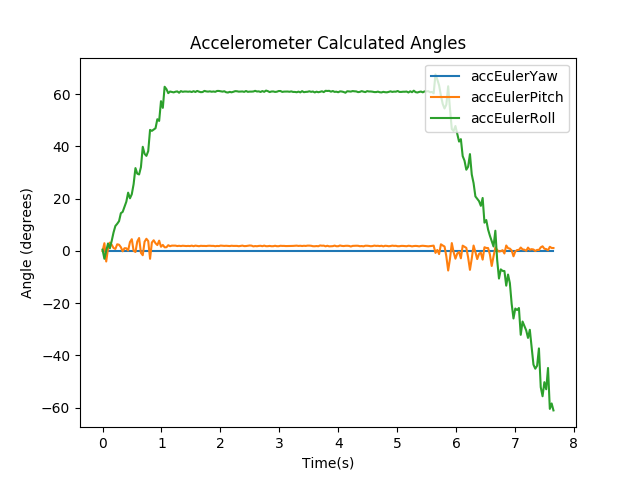 Accelerometer Calculated Angles
accEulerYaw
accEulerPitch
accEulerRoll
60
40
20
0
−20
−40
−60
Angle (degrees)
0 1 2 3 4 5 6 7 8
Time(s)